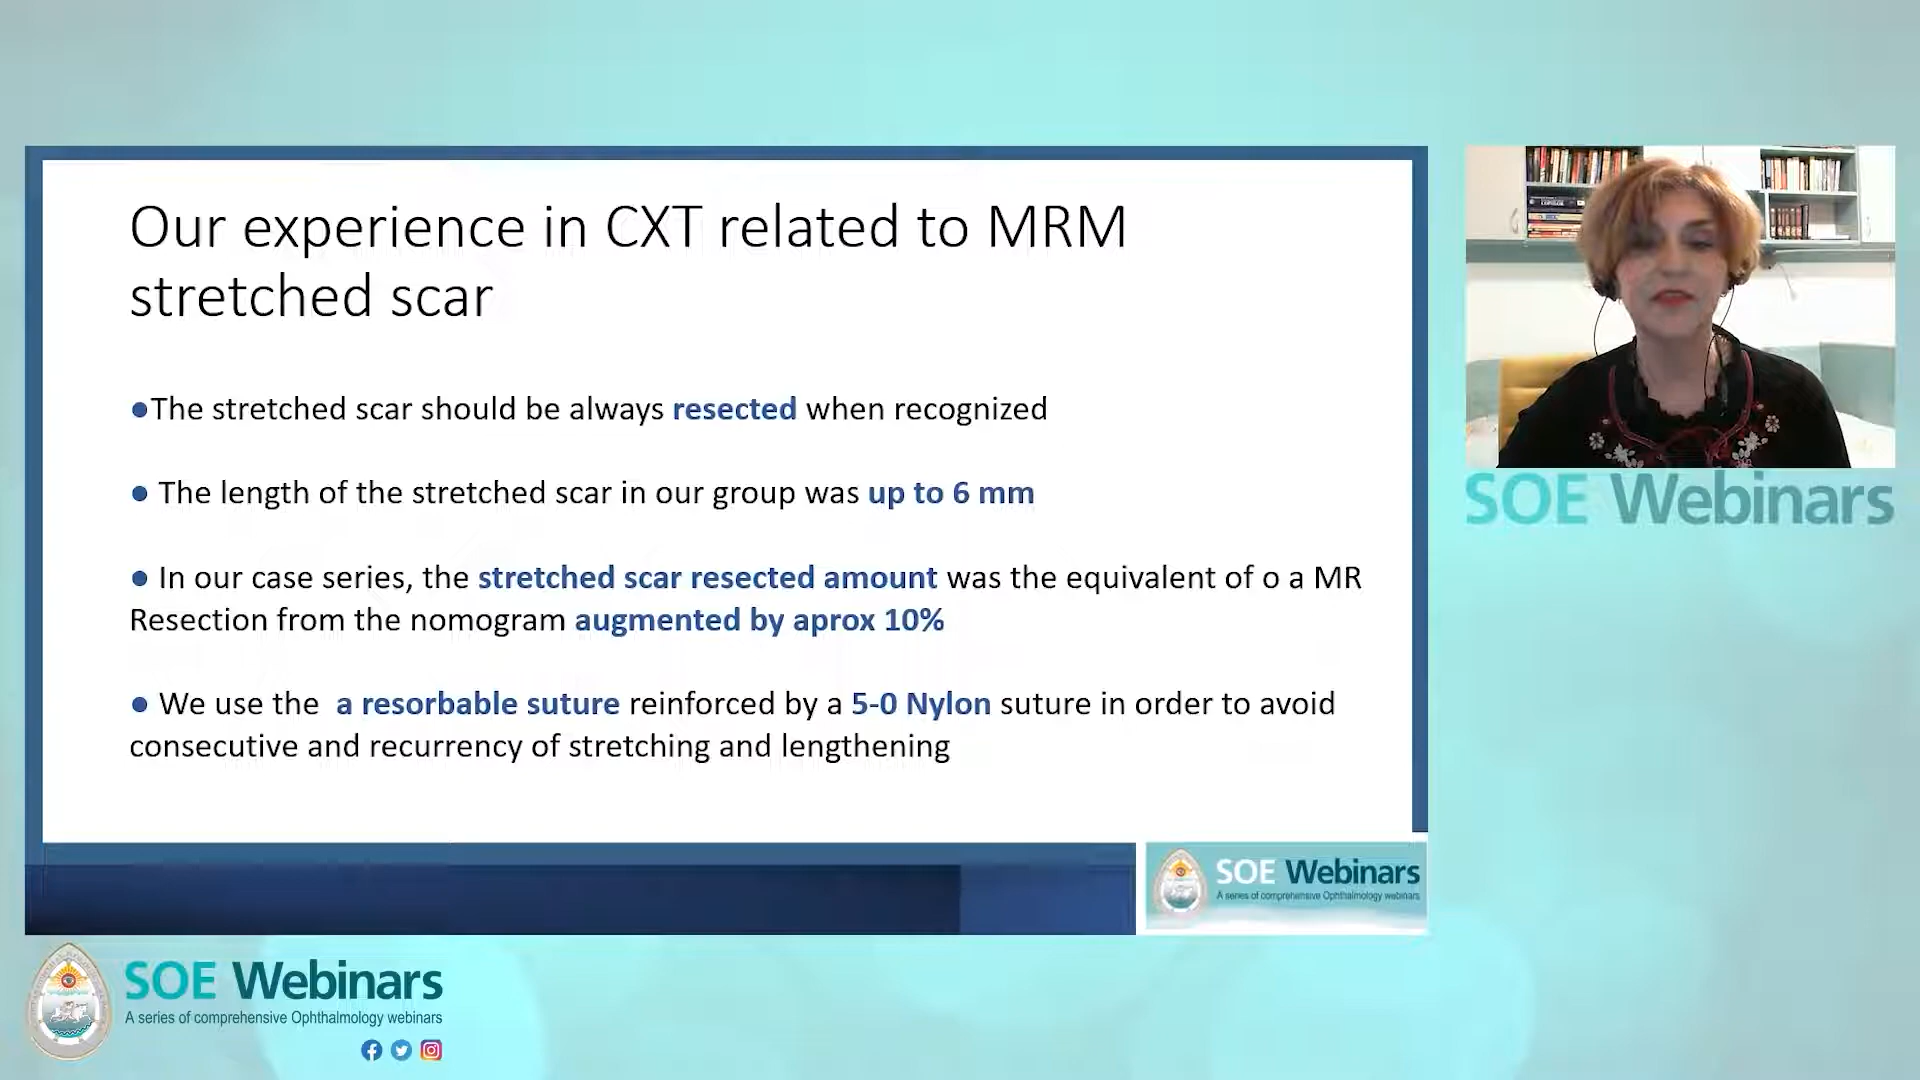 Our experience in CXT related to MRM
stretched scar
●The stretched scar should be always resected when recognized
● The length of the stretched scar in our group was up to 6 mm
● In our case series, the stretched scar resected amount was the equivalent of o a MR
Resection from the nomogram augmented by aprox 10%
● We use the a resorbable suture reinforced by a 5-0 Nylon suture in order to avoid
consecutive and recurrency of stretching and lengthening
SOE Webinars
A series of comprehensive Ophthalmology webinars
SOE Webinars
SOE Webinars
A series of comprehensive Ophthalmology webinars